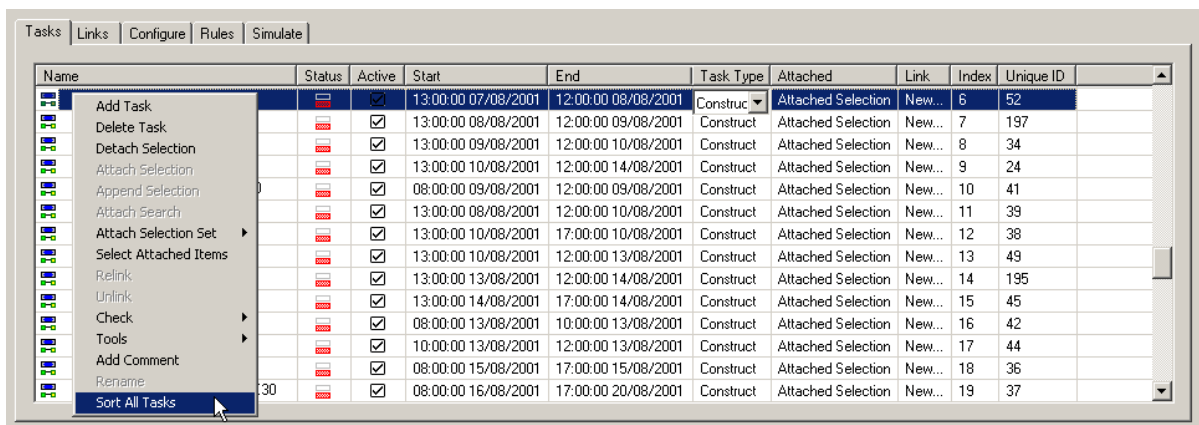 Tasks Links Configure Rules Simulate
Name Status Active Start End Task Type Attached Link Index Unique ID
13:00:00 07/08/2001 12:00:00 08/08/2001 Construc Attached Selection New... 6 52
Add Task
13:00:00 08/08/2001 12:00:00 09/08/2001 Construct Attached Selection New... 7 197
Delete Task
13:00:00 09/08/2001 12:00:00 10/08/2001 Construct Attached Selection New... 8 34
Detach Selection
13:00:00 10/08/2001 12:00:00 14/08/2001 Construct Attached Selection New... 9 24
Attach Selection
08:00:00 09/08/2001 12:00:00 09/08/2001 Construct Attached Selection New... 10 41
Append Selection
13:00:00 08/08/2001 12:00:00 10/08/2001 Construct Attached Selection New... 11 39
Attach Search
13:00:00 10/08/2001 17:00:00 10/08/2001 Construct Attached Selection New... 12 38
Attach Selection Set
13:00:00 10/08/2001 12:00:00 13/08/2001 Construct Attached Selection New... 13 49
Select Attached Items
13:00:00 13/08/2001 12:00:00 14/08/2001 Construct Attached Selection New... 14 195
Relink
13:00:00 14/08/2001 17:00:00 14/08/2001 Construct Attached Selection New... 15 45
Unlink
08:00:00 13/08/2001 10:00:00 13/08/2001 Construct Attached Selection New... 16 42
Check
10:00:00 13/08/2001 12:00:00 13/08/2001 Construct Attached Selection New... 17 44
Tools
08:00:00 15/08/2001 17:00:00 15/08/2001 Construct Attached Selection New... 18 36
Add Comment
Rename
:30 08:00:00 16/08/2001 17:00:00 20/08/2001 Construct Attached Selection New... 19 37
Sort All Tasks